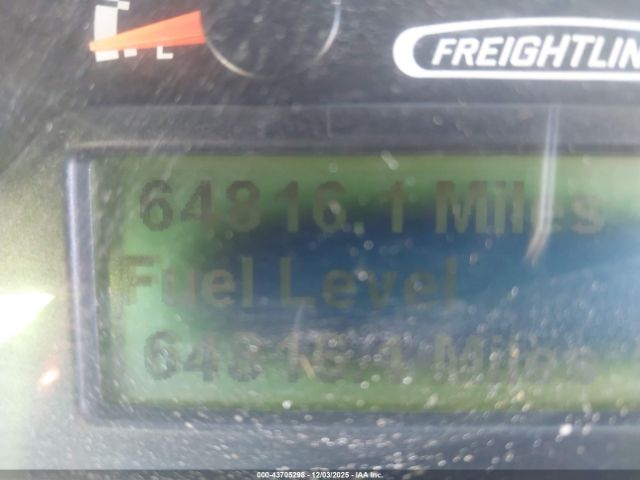 L
FREIGHTLIN
64816.1 Miles
Fuel Level
64816.1 Miles
000-43705298 - 12/03/2025 - IAA Inc.